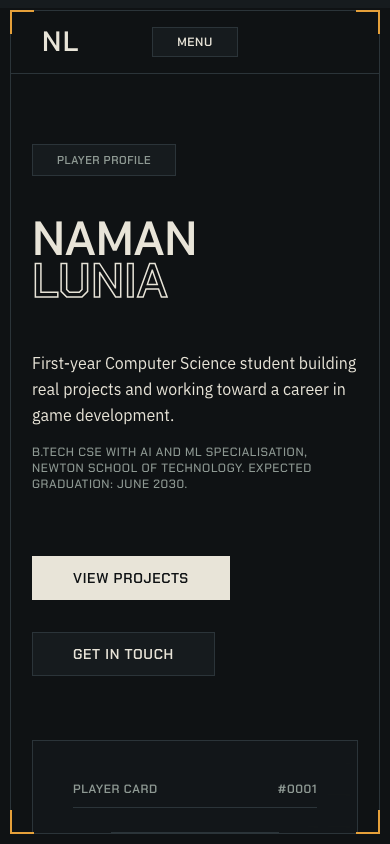 NL
MENU
PLAYER PROFILE
NAMAN
LUNIA
First-year Computer Science student building
real projects and working toward a career in
game development.
B.TECH CSE WITH AI AND ML SPECIALISATION,
NEWTON SCHOOL OF TECHNOLOGY. EXPECTED
GRADUATION: JUNE 2030.
VIEW PROJECTS
GET IN TOUCH
PLAYER CARD #0001